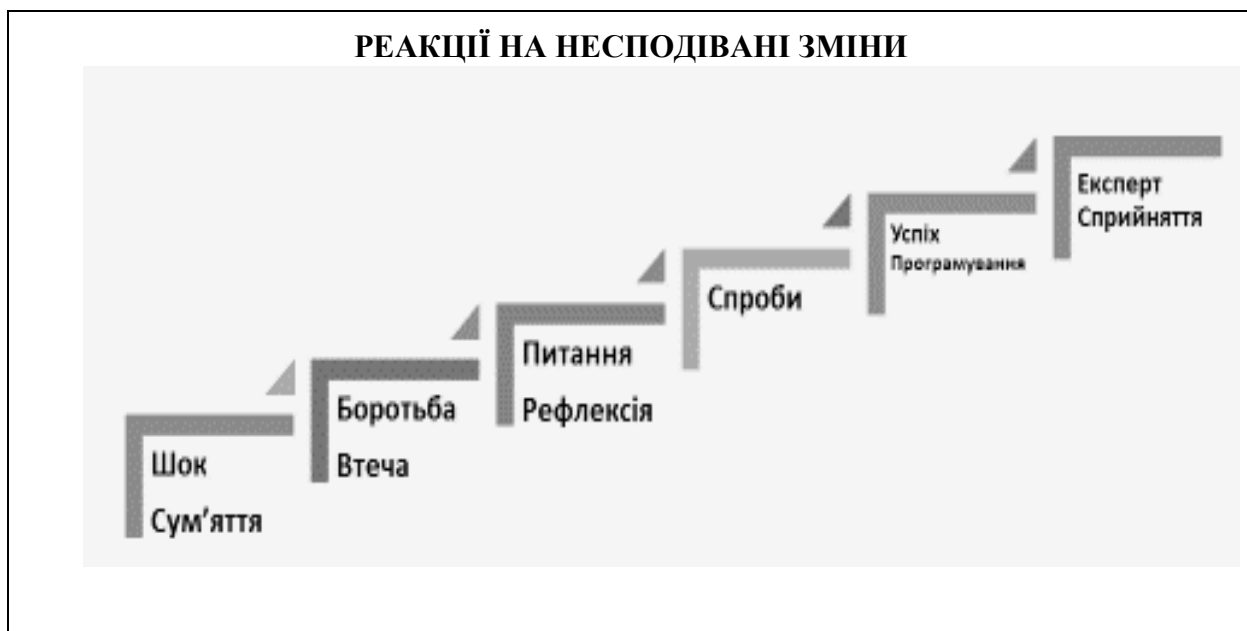 РЕАКЦІЇ НА НЕСПОДІВАНІ ЗМІНИ
Шок
Сум’яття
Боротьба
Втеча
Питання
Рефлексія
Спроби
Успіх
Програмування
Експерт
Сприйняття